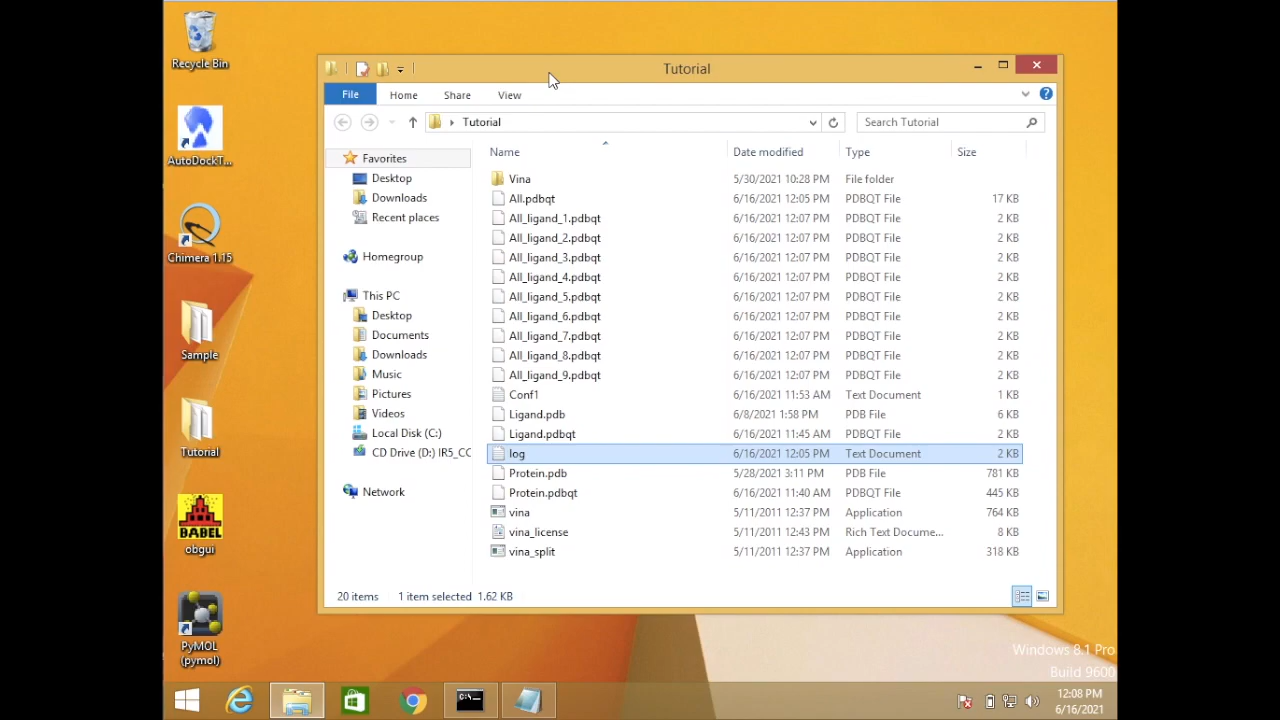 Recycle Bin
AutoDockT...
Chimera 1.15
Sample
Tutorial
BABEL
obgui
PyMOL
(pymol)
Tutorial
File Home Share View
Tutorial
Search Tutorial
Favorites
Desktop
Downloads
Recent places
Homegroup
This PC
Desktop
Documents
Downloads
Music
Pictures
Videos
Local Disk (C:)
CD Drive (D:) IR5_CC
Network
Name Date modified Type Size
Vina 5/30/2021 10:28 PM File folder
All.pdbqt 6/16/2021 12:05 PM PDBQT File 17 KB
All_ligand_1.pdbqt 6/16/2021 12:07 PM PDBQT File 2 KB
All_ligand_2.pdbqt 6/16/2021 12:07 PM PDBQT File 2 KB
All_ligand_3.pdbqt 6/16/2021 12:07 PM PDBQT File 2 KB
All_ligand_4.pdbqt 6/16/2021 12:07 PM PDBQT File 2 KB
All_ligand_5.pdbqt 6/16/2021 12:07 PM PDBQT File 2 KB
All_ligand_6.pdbqt 6/16/2021 12:07 PM PDBQT File 2 KB
All_ligand_7.pdbqt 6/16/2021 12:07 PM PDBQT File 2 KB
All_ligand_8.pdbqt 6/16/2021 12:07 PM PDBQT File 2 KB
All_ligand_9.pdbqt 6/16/2021 12:07 PM PDBQT File 2 KB
Conf1 6/16/2021 11:53 AM Text Document 1 KB
Ligand.pdb 6/8/2021 1:58 PM PDB File 6 KB
Ligand.pdbqt 6/16/2021 11:45 AM PDBQT File 2 KB
log 6/16/2021 12:05 PM Text Document 2 KB
Protein.pdb 5/28/2021 3:11 PM PDB File 781 KB
Protein.pdbqt 6/16/2021 11:40 AM PDBQT File 445 KB
vina 5/11/2011 12:37 PM Application 764 KB
vina_license 5/11/2011 12:43 PM Rich Text Docume... 8 KB
vina_split 5/11/2011 12:37 PM Application 318 KB
20 items 1 item selected 1.62 KB
Windows 8.1 Pro
Build 9600
12:08 PM
6/16/2021